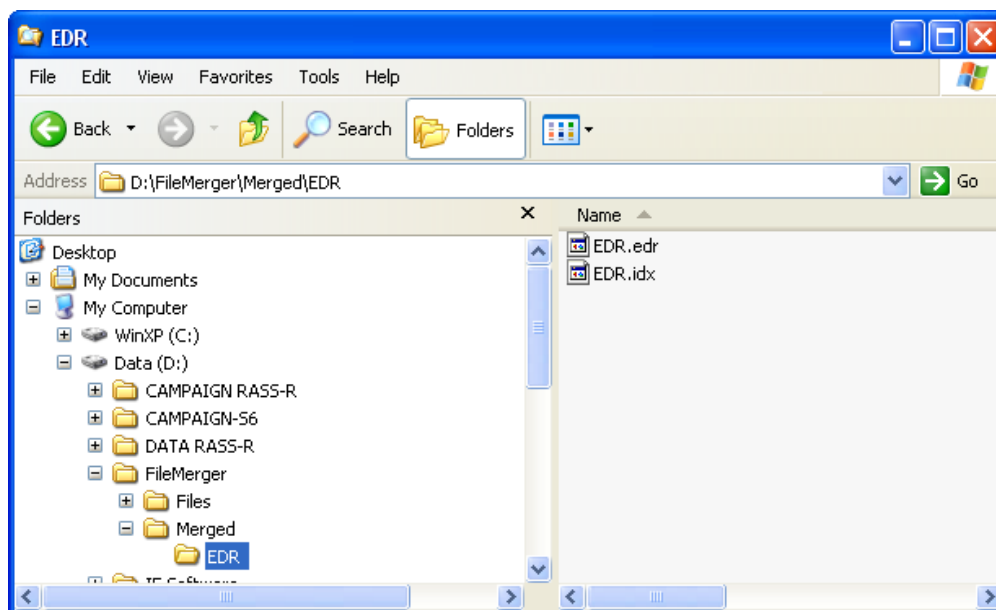 EDR
File Edit View Favorites Tools Help
Back Search Folders
Address D:\FileMerger\Merged\EDR Go
Folders Name
Desktop
My Documents
My Computer
WinXP (C:)
Data (D:)
CAMPAIGN RASS-R
CAMPAIGN-S6
DATA RASS-R
FileMerger
Files
Merged
EDR
EDR.edr
EDR.idx